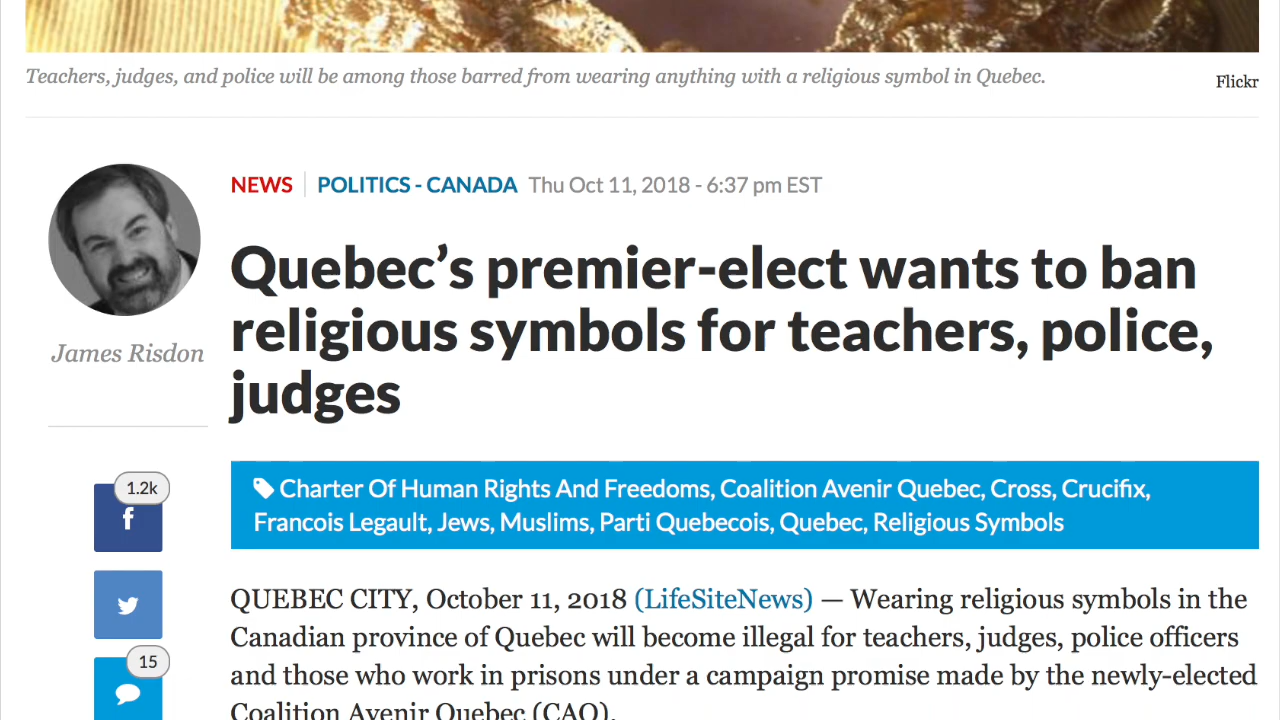 Teachers, judges, and police will be among those barred from wearing anything with a religious symbol in Quebec.
Flickr
NEWS POLITICS - CANADA Thu Oct 11, 2018 - 6:37 pm EST
Quebec’s premier-elect wants to ban
religious symbols for teachers, police,
judges
James Risdon
1.2k
f
Charter Of Human Rights And Freedoms, Coalition Avenir Quebec, Cross, Crucifix,
Francois Legault, Jews, Muslims, Parti Quebecois, Quebec, Religious Symbols
QUEBEC CITY, October 11, 2018 (LifeSiteNews) — Wearing religious symbols in the
Canadian province of Quebec will become illegal for teachers, judges, police officers
15
and those who work in prisons under a campaign promise made by the newly-elected
Coalition Avenir Quebec (CAQ).